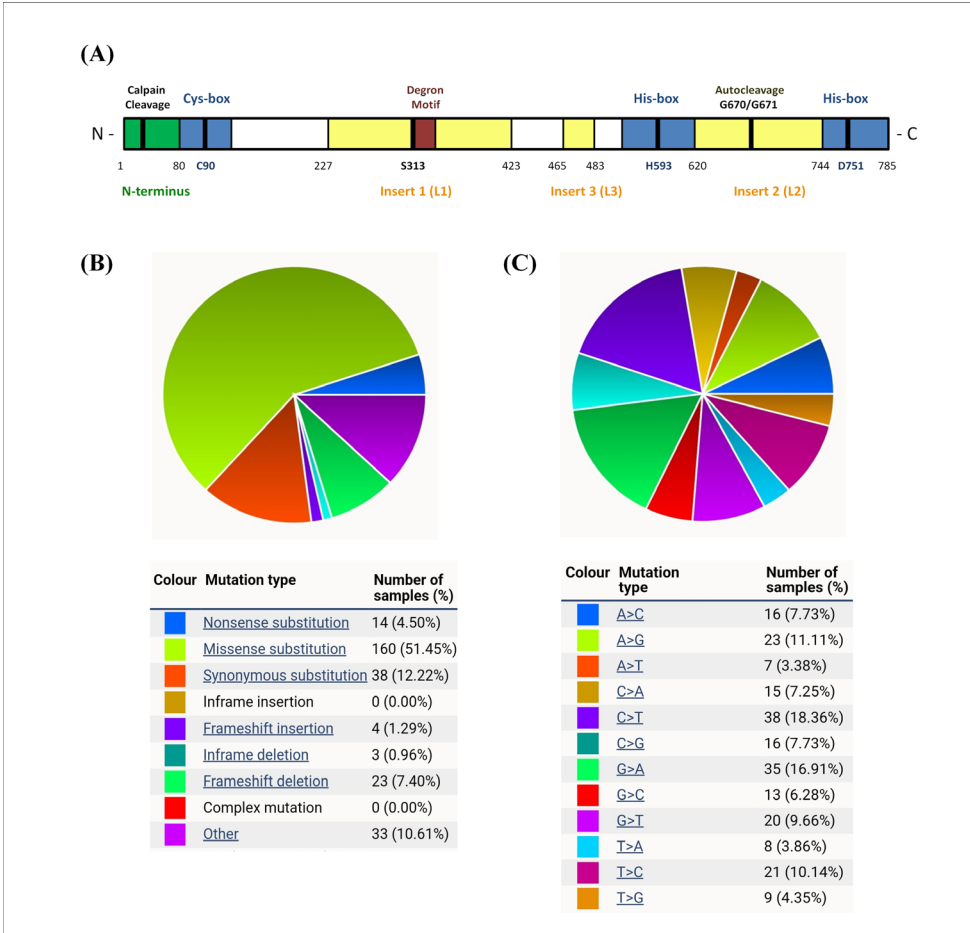 (A)
Calpain
Cleavage
Cys-box
Degron
Motif
His-box
Autocleavage
G670/G671
His-box
N -
- C
1
80
C90
227
S313
423
465
483
H593
620
744
D751
785
N-terminus
Insert 1 (L1)
Insert 3 (L3)
Insert 2 (L2)
(B)
Colour Mutation type Number of
samples (%)
Nonsense substitution 14 (4.50%)
Missense substitution 160 (51.45%)
Synonymous substitution 38 (12.22%)
Inframe insertion 0 (0.00%)
Frameshift insertion 4 (1.29%)
Inframe deletion 3 (0.96%)
Frameshift deletion 23 (7.40%)
Complex mutation 0 (0.00%)
Other 33 (10.61%)
(C)
Colour Mutation Number of
type samples (%)
A>C 16 (7.73%)
A>G 23 (11.11%)
A>T 7 (3.38%)
C>A 15 (7.25%)
C>T 38 (18.36%)
C>G 16 (7.73%)
G>A 35 (16.91%)
G>C 13 (6.28%)
G>T 20 (9.66%)
T>A 8 (3.86%)
T>C 21 (10.14%)
T>G 9 (4.35%)